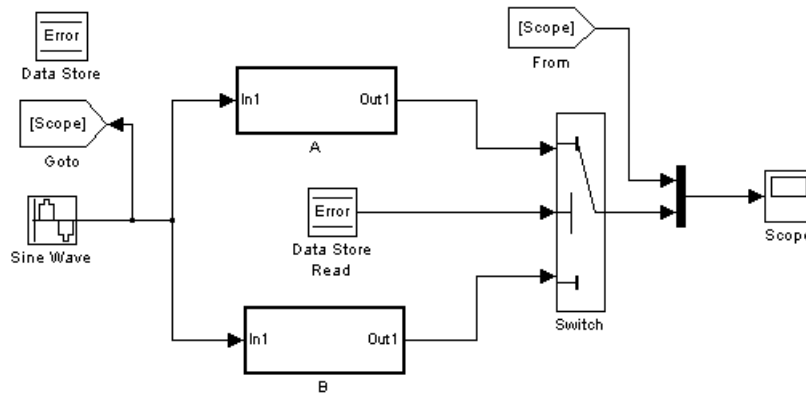 Error
Data Store
[Scope]
Goto
Sine Wave
In1
Out1
A
Error
Data Store
Read
In1
Out1
B
[Scope]
From
Switch
Scope